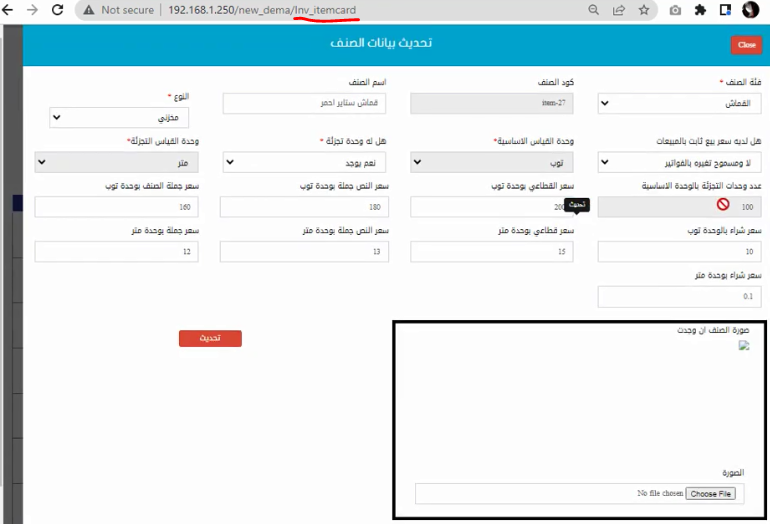 Not secure | 192.168.1.250/new_dema/Inv_itemcard
تحديث بيانات الصنف
Close
فئة الصنف *
كود الصنف
اسم الصنف
النوع *
القماش
item-27
قماش ستاير احمر
مخزني
هل لديه سعر بيع ثابت بالمبيعات
وحدة القياس الاساسية*
هل له وحدة تجزئة *
وحدة القياس التجزئة*
لا ومسموح تغيره بالفواتير
توب
نعم يوجد
متر
عدد وحدات التجزئة بالوحدة الاساسية
سعر القطاعي بوحدة توب
سعر النص جملة بوحدة توب
سعر جملة الصنف بوحدة توب
100
200
تحديث
180
160
سعر شراء بالوحدة توب
سعر قطاعي بوحدة متر
سعر النص جملة بوحدة متر
سعر جملة بوحدة متر
10
15
13
12
سعر شراء بوحدة متر
0.1
صورة الصنف ان وجدت
تحديث
الصورة
Choose File No file chosen